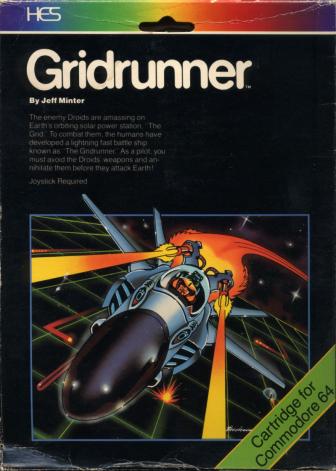 HES
Gridrunner™
By Jeff Minter
The enemy Droids are amassing on
Earth's orbiting solar power station, "The
Grid." To combat them, the humans have
developed a lightning fast battle ship
known as "The Gridrunner." As a pilot, you
must avoid the Droids' weapons and an-
nihilate them before they attack Earth!
Joystick Required
Cartridge for
Commodore 64